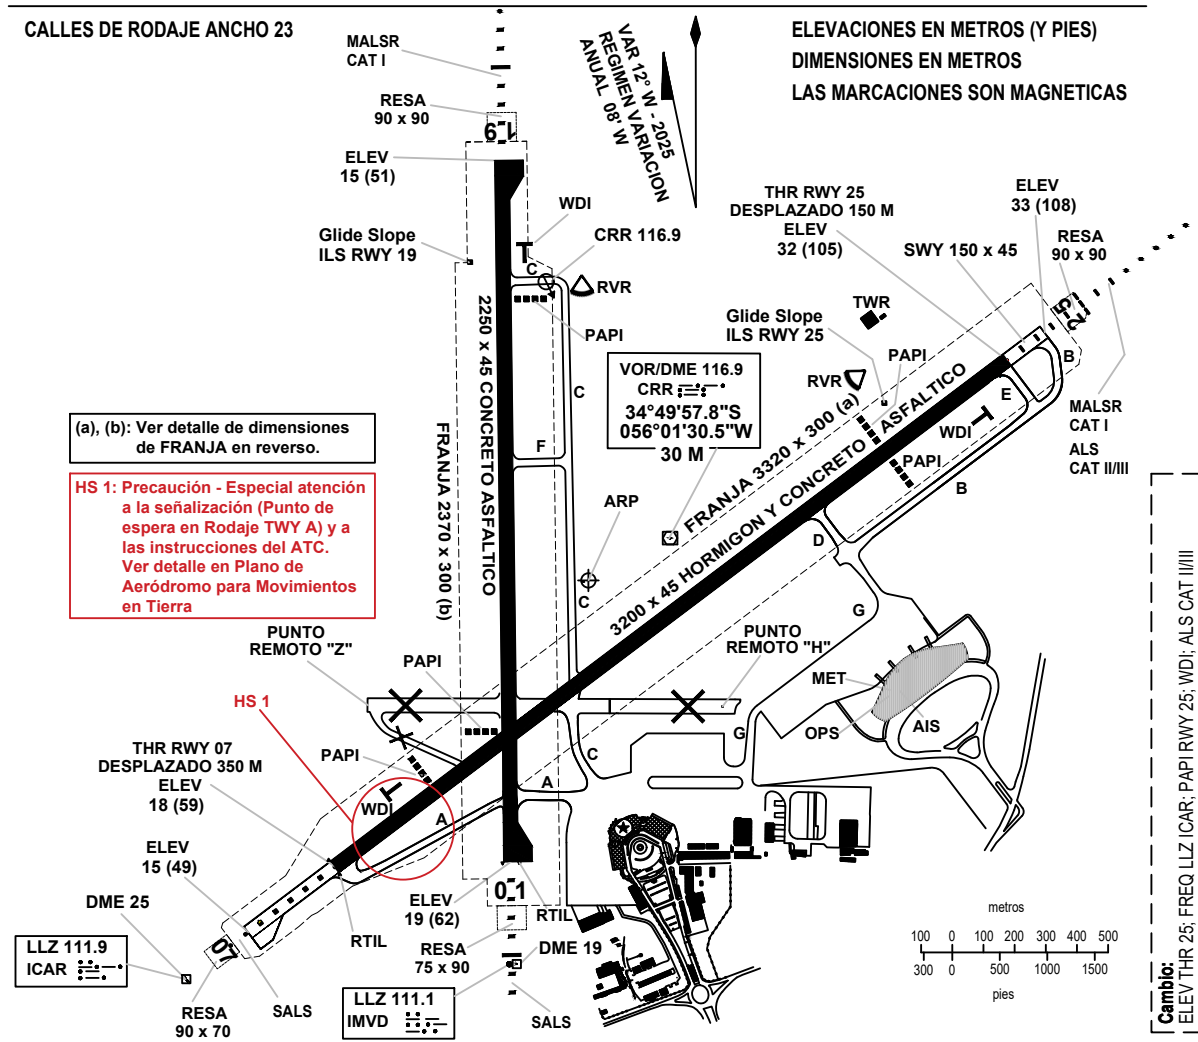 CALLES DE RODAJE ANCHO 23
ELEVACIONES EN METROS (Y PIES)
DIMENSIONES EN METROS
LAS MARCACIONES SON MAGNETICAS
VAR 12° W - 2025
REGIMEN VARIACION
ANUAL 08' W
MALSR
CAT I
RESA
90 x 90
19
ELEV
15 (51)
WDI
Glide Slope
ILS RWY 19
CRR 116.9
C
RVR
PAPI
2250 x 45 CONCRETO ASFALTICO
FRANJA 2370 x 300 (b)
C
F
THR RWY 25
DESPLAZADO 150 M
ELEV
32 (105)
ELEV
33 (108)
SWY 150 x 45
RESA
90 x 90
25
TWR
Glide Slope
ILS RWY 25
PAPI
RVR
B
E
WDI
MALSR
CAT I
ALS
CAT II/III
PAPI
B
VOR/DME 116.9
CRR
34°49'57.8"S
056°01'30.5"W
30 M
FRANJA 3320 x 300 (a)
3200 x 45 HORMIGON Y CONCRETO ASFALTICO
(a), (b): Ver detalle de dimensiones
de FRANJA en reverso.
HS 1: Precaución - Especial atención
a la señalización (Punto de
espera en Rodaje TWY A) y a
las instrucciones del ATC.
Ver detalle en Plano de
Aeródromo para Movimientos
en Tierra
ARP
C
D
G
PUNTO
REMOTO "Z"
PAPI
PUNTO
REMOTO "H"
MET
OPS
AIS
G
HS 1
THR RWY 07
DESPLAZADO 350 M
ELEV
18 (59)
PAPI
WDI
A
A
C
ELEV
15 (49)
DME 25
LLZ 111.9
ICAR
07
RESA
90 x 70
SALS
RTIL
ELEV
19 (62)
01
RTIL
RESA
75 x 90
DME 19
LLZ 111.1
IMVD
SALS
metros
100 0 100 200 300 400 500
300 0 500 1000 1500
pies
Cambio:
ELEV THR 25; FREQ LLZ ICAR; PAPI RWY 25; WDI; ALS CAT II/III